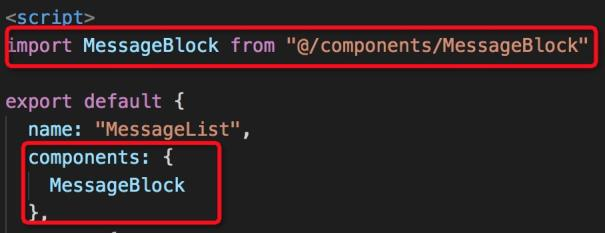 <script>
import MessageBlock from "@/components/MessageBlock"
export default {
name: "MessageList",
components: {
MessageBlock
},